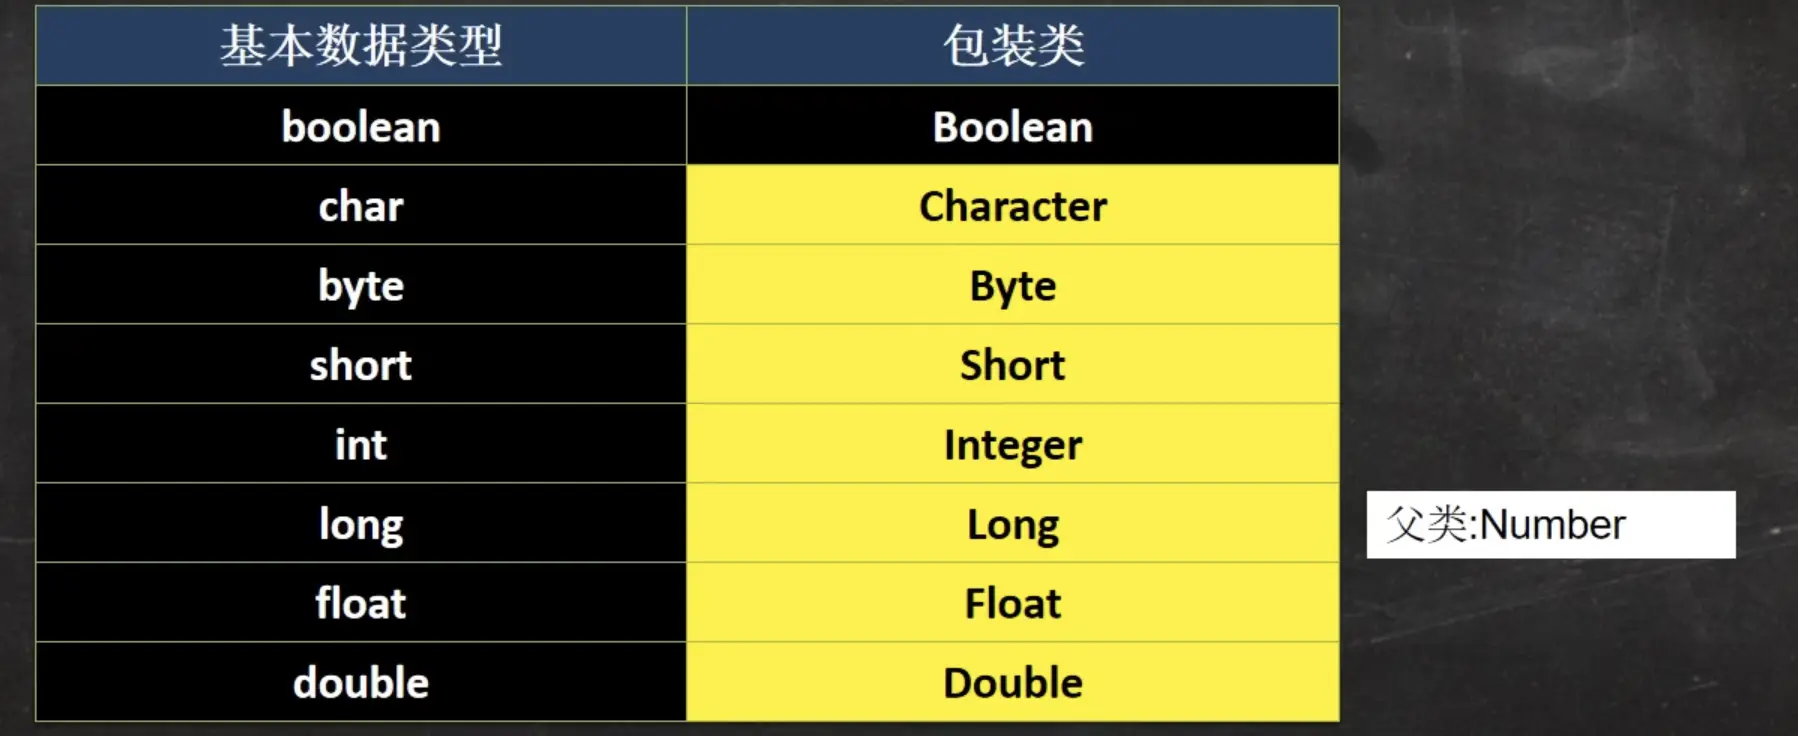 基本数据类型 包装类
boolean Boolean
char Character
byte Byte
short Short
int Integer
long Long
父类:Number
float Float
double Double